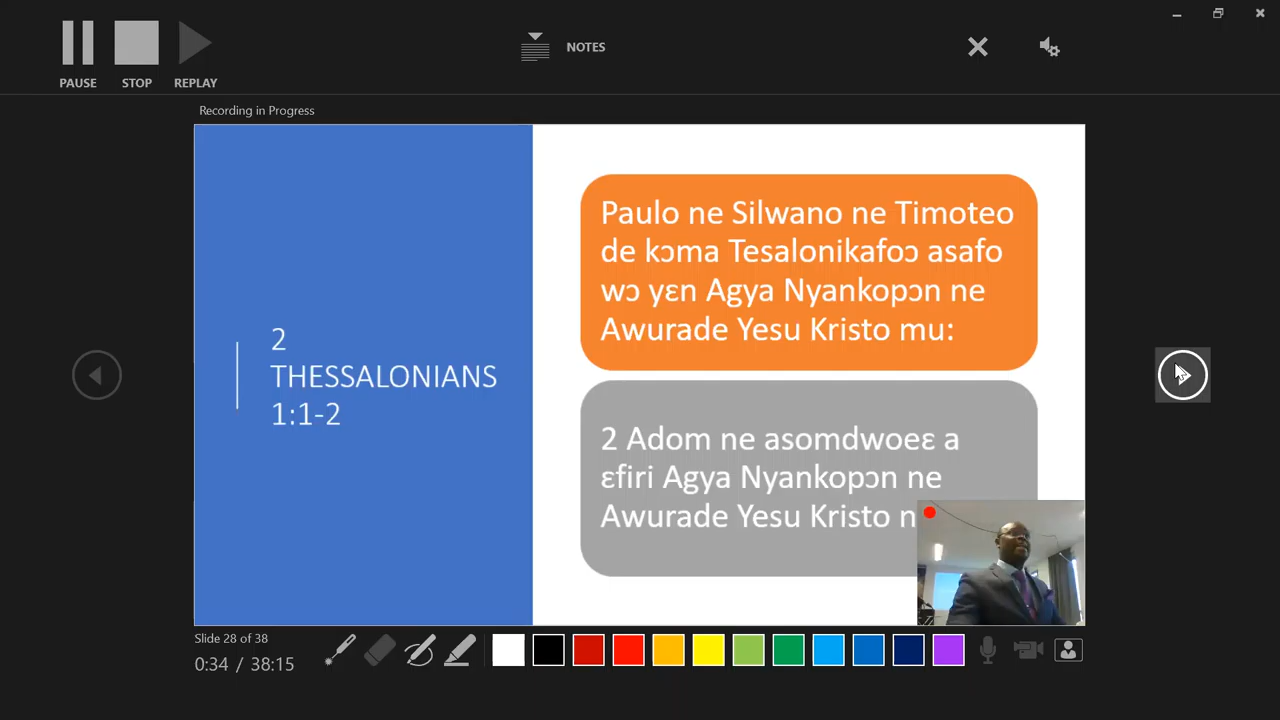 PAUSE
STOP
REPLAY
NOTES
Recording in Progress
2
THESSALONIANS
1:1-2
Paulo ne Silwano ne Timoteo
de kɔma Tesalonikafoɔ asafo
wɔ yɛn Agya Nyankopɔn ne
Awurade Yesu Kristo mu:
2 Adom ne asomdwoeɛ a
ɛfiri Agya Nyankopɔn ne
Awurade Yesu Kristo
Slide 28 of 38
0:34 / 38:15